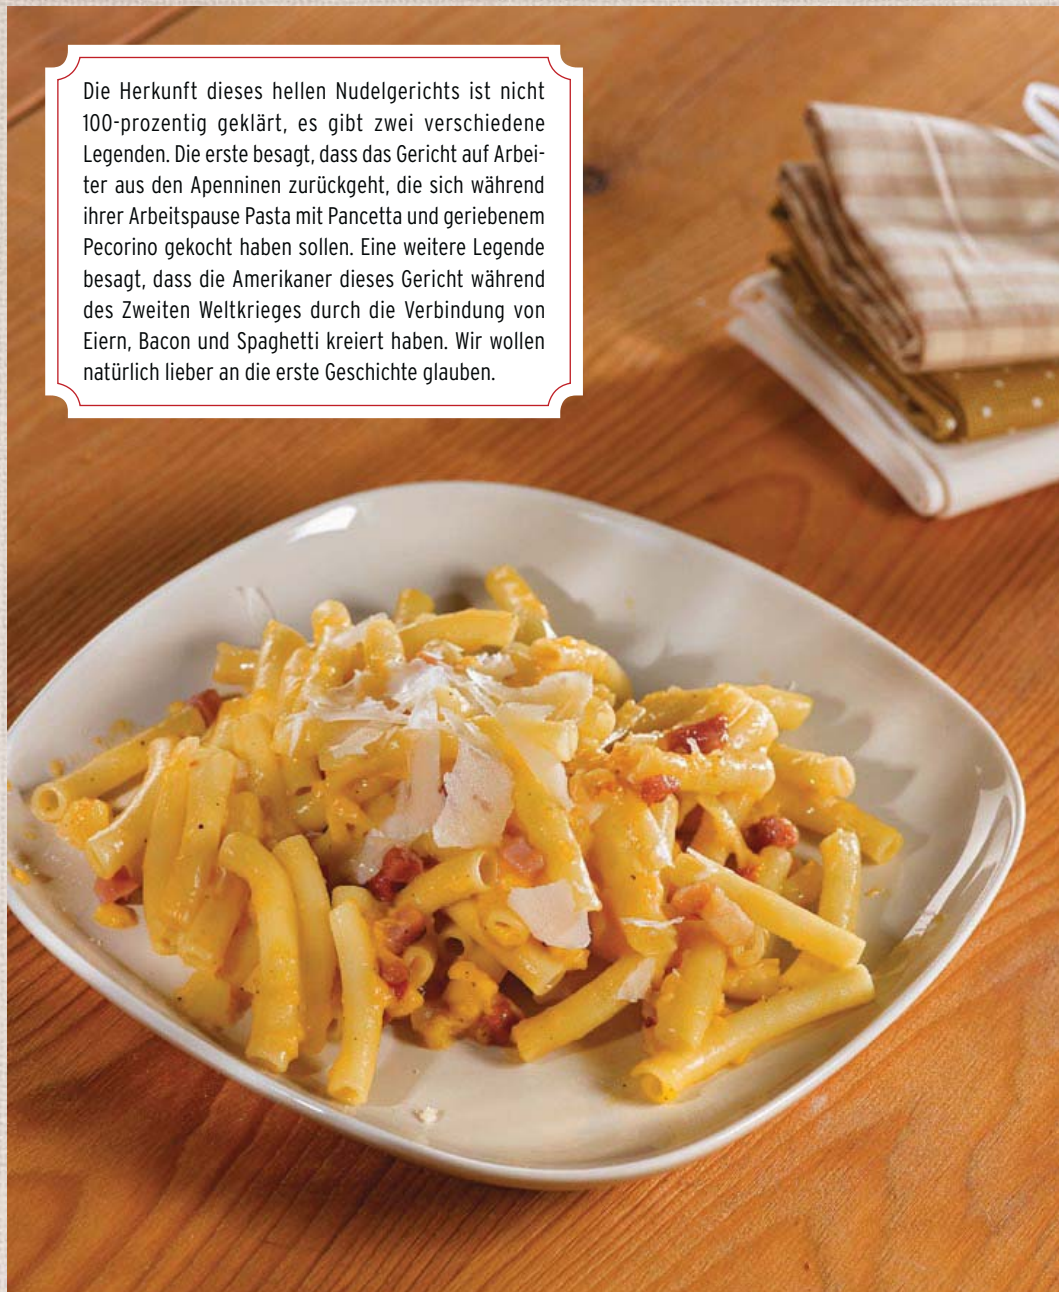 Die Herkunft dieses hellen Nudelgerichts ist nicht
100-prozentig geklärt, es gibt zwei verschiedene
Legenden. Die erste besagt, dass das Gericht auf Arbei-
ter aus den Apenninen zurückgeht, die sich während
ihrer Arbeitspause Pasta mit Pancetta und geriebenem
Pecorino gekocht haben sollen. Eine weitere Legende
besagt, dass die Amerikaner dieses Gericht während
des Zweiten Weltkrieges durch die Verbindung von
Eiern, Bacon und Spaghetti kreiert haben. Wir wollen
natürlich lieber an die erste Geschichte glauben.